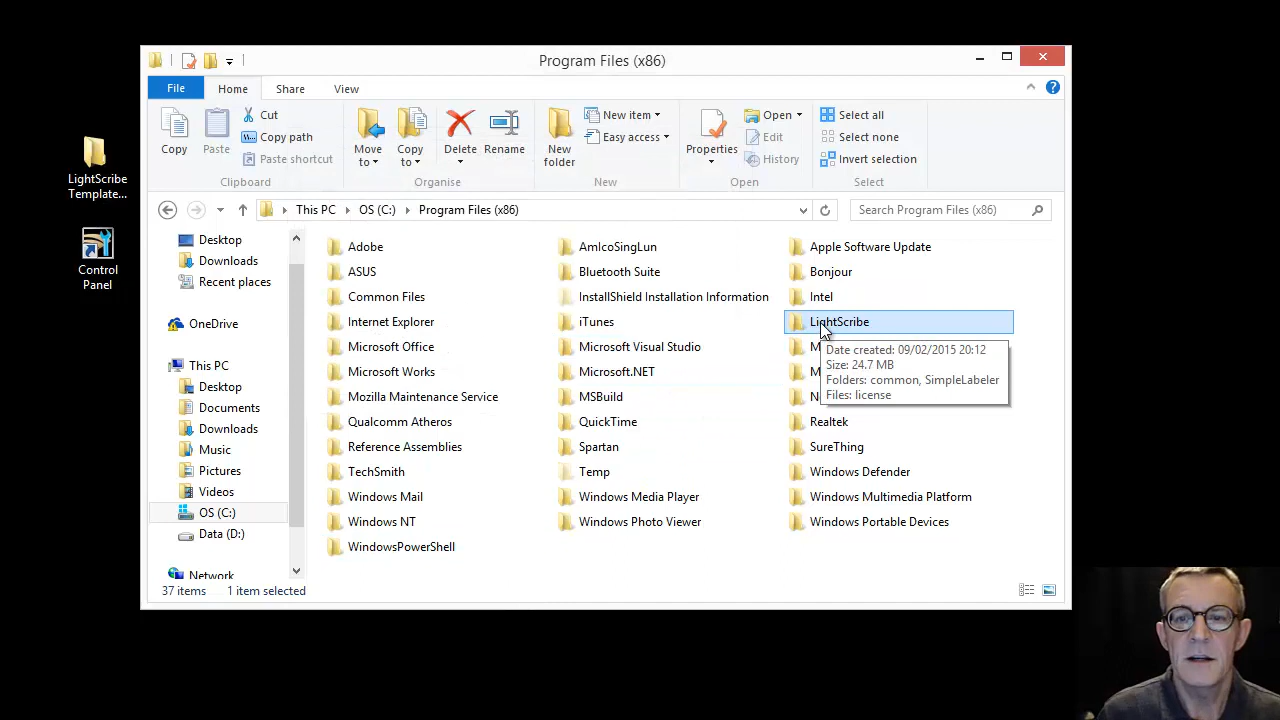 LightScribe
Template...
Control
Panel
Program Files (x86)
File
Home
Share
View
Copy
Paste
Cut
Copy path
Paste shortcut
Clipboard
Move
to
Copy
to
Delete
Rename
Organise
New
folder
New item
Easy access
New
Properties
Open
Edit
History
Open
Select all
Select none
Invert selection
Select
This PC
OS (C:)
Program Files (x86)
Search Program Files (x86)
Desktop
Downloads
Recent places
OneDrive
This PC
Desktop
Documents
Downloads
Music
Pictures
Videos
OS (C:)
Data (D:)
Network
Adobe
AmIcoSingLun
Apple Software Update
ASUS
Bluetooth Suite
Bonjour
Common Files
InstallShield Installation Information
Intel
Internet Explorer
iTunes
LightScribe
Microsoft Office
Microsoft Visual Studio
Microsoft Works
Microsoft.NET
Mozilla Maintenance Service
MSBuild
Date created: 09/02/2015 20:12
Size: 24.7 MB
Folders: common, SimpleLabeler
Files: license
Qualcomm Atheros
QuickTime
Realtek
Reference Assemblies
Spartan
SureThing
TechSmith
Temp
Windows Defender
Windows Mail
Windows Media Player
Windows Multimedia Platform
Windows NT
Windows Photo Viewer
Windows Portable Devices
WindowsPowerShell
37 items
1 item selected